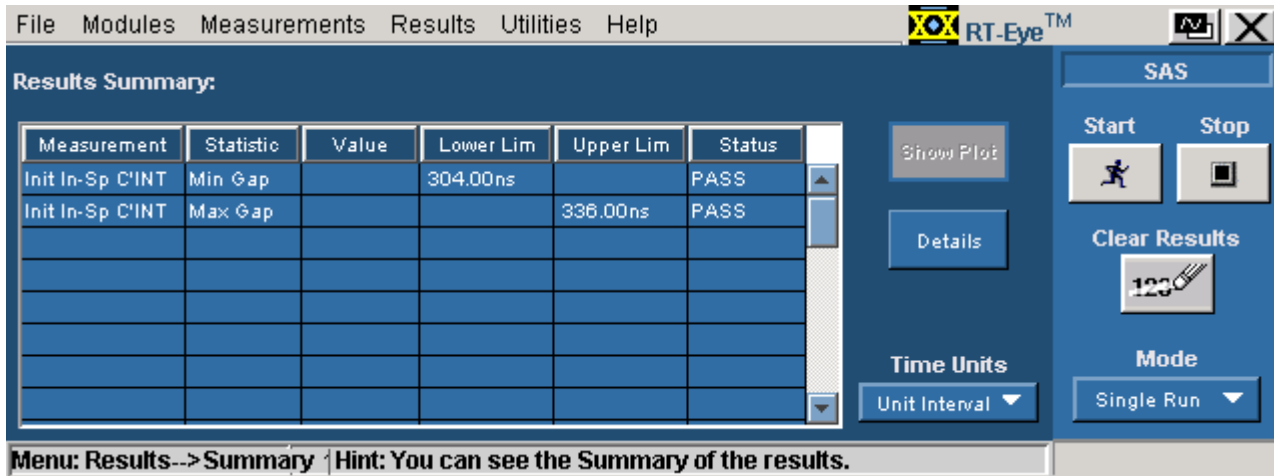 File Modules Measurements Results Utilities Help RT-Eye™
Results Summary:
SAS
Measurement Statistic Value Lower Lim Upper Lim Status
Init In-Sp C'INT Min Gap 304.00ns PASS
Init In-Sp C'INT Max Gap 336.00ns PASS
Show Plot
Details
Time Units
Unit Interval
Start Stop
Clear Results
123
Mode
Single Run
Menu: Results-->Summary Hint: You can see the Summary of the results.